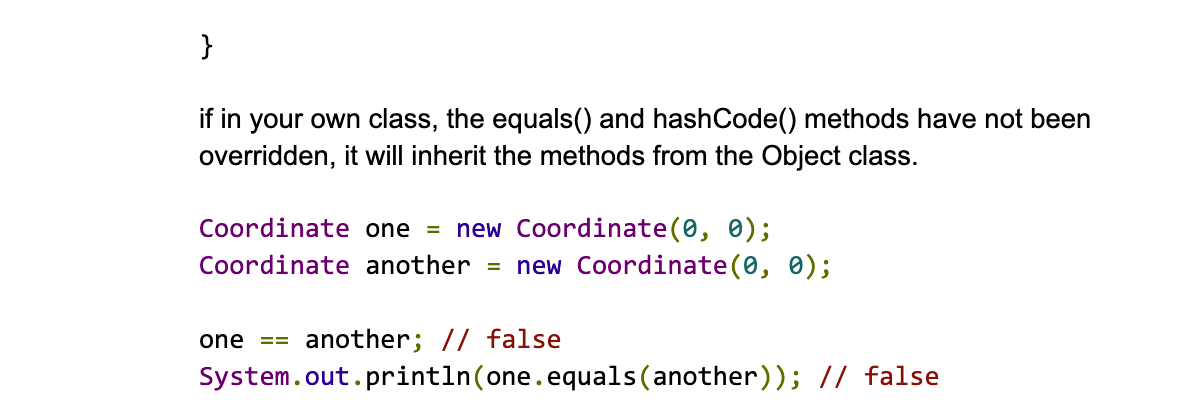 }
if in your own class, the equals() and hashCode() methods have not been
overridden, it will inherit the methods from the Object class.
Coordinate one = new Coordinate(0, 0);
Coordinate another = new Coordinate(0, 0);
one == another; // false
System.out.println(one.equals(another)); // false